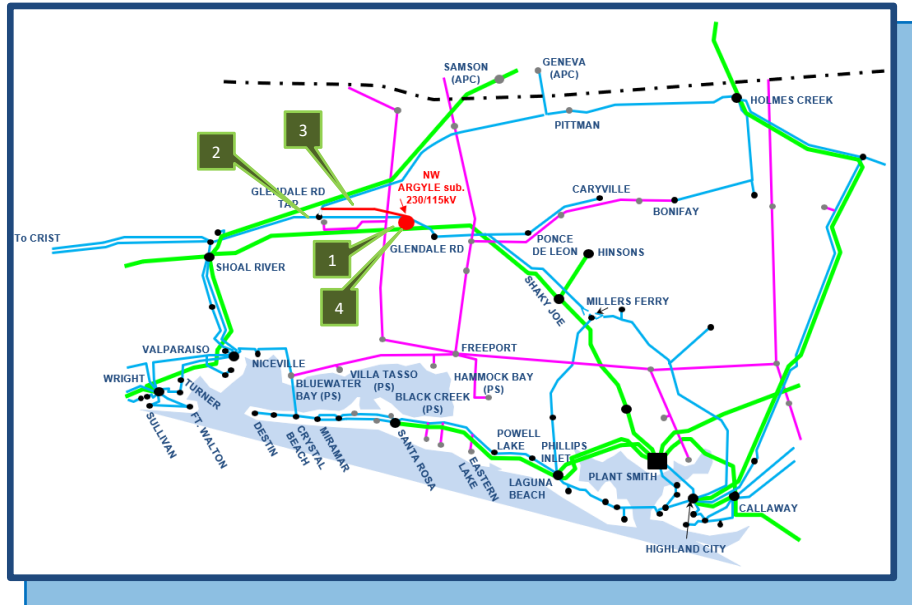 SAMSON
(APC)
GENEVA
(APC)
HOLMES CREEK
PITTMAN
3
2
NW
ARGYLE sub.
230/115kV
GLENDALE RD
TAP
CARYVILLE
BONIFAY
To CRIST
1
GLENDALE RD
PONCE
DE LEON
HINSONS
SHOAL RIVER
4
SHAKY JOE
MILLERS FERRY
VALPARAISO
NICEVILLE
FREEPORT
WRIGHT
TURNER
BLUEWATER
BAY (PS)
VILLA TASSO
(PS)
HAMMOCK BAY
(PS)
BLACK CREEK
(PS)
SULLIVAN
FT. WALTON
DESTIN
CRYSTAL
BEACH
MIRAMAR
SANTA ROSA
EASTERN
LAKE
POWELL
LAKE
PHILLIPS
INLET
LAGUNA
BEACH
PLANT SMITH
CALLAWAY
HIGHLAND CITY